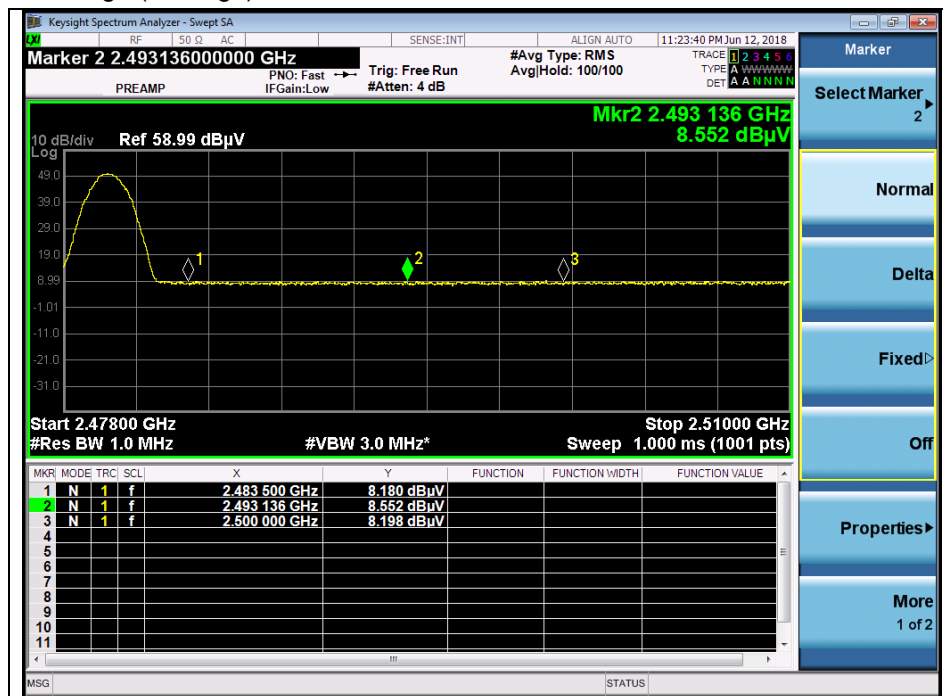 Keysight Spectrum Analyzer - Swept SA
LXI RF 50 Ω AC SENSE:INT ALIGN AUTO 11:23:40 PM Jun 12, 2018
Marker 2 2.493136000000 GHz #Avg Type: RMS TRACE 1 2 3 4 5 6
PNO: Fast Trig: Free Run Avg|Hold: 100/100 TYPE A WWWWW
PREAMP IFGain:Low #Atten: 4 dB DET A A N N N N
Mkr2 2.493 136 GHz
10 dB/div Ref 58.99 dBµV 8.552 dBµV
Log
49.0
39.0
29.0
19.0
1 2 3
8.99
-1.01
-11.0
-21.0
-31.0
Start 2.47800 GHz Stop 2.51000 GHz
#Res BW 1.0 MHz #VBW 3.0 MHz* Sweep 1.000 ms (1001 pts)
MKR MODE TRC SCL X Y FUNCTION FUNCTION WIDTH FUNCTION VALUE
1 N 1 f 2.483 500 GHz 8.180 dBµV
2 N 1 f 2.493 136 GHz 8.552 dBµV
3 N 1 f 2.500 000 GHz 8.198 dBµV
4
5
6
7
8
9
10
11
MSG STATUS
Marker
Select Marker
2
Normal
Delta
Fixed
Off
Properties
More
1 of 2